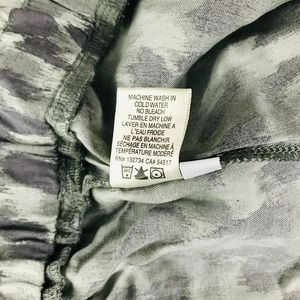 MACHINE WASH IN
COLD WATER
NO BLEACH
TUMBLE DRY LOW
LAVER EN MACHINE A
L'EAU FROIDE
NE PAS BLANCHIR
SÉCHAGE EN MACHINE À
TEMPÉRATURE MODÉRÉ
RN# 132734 CA# 54517